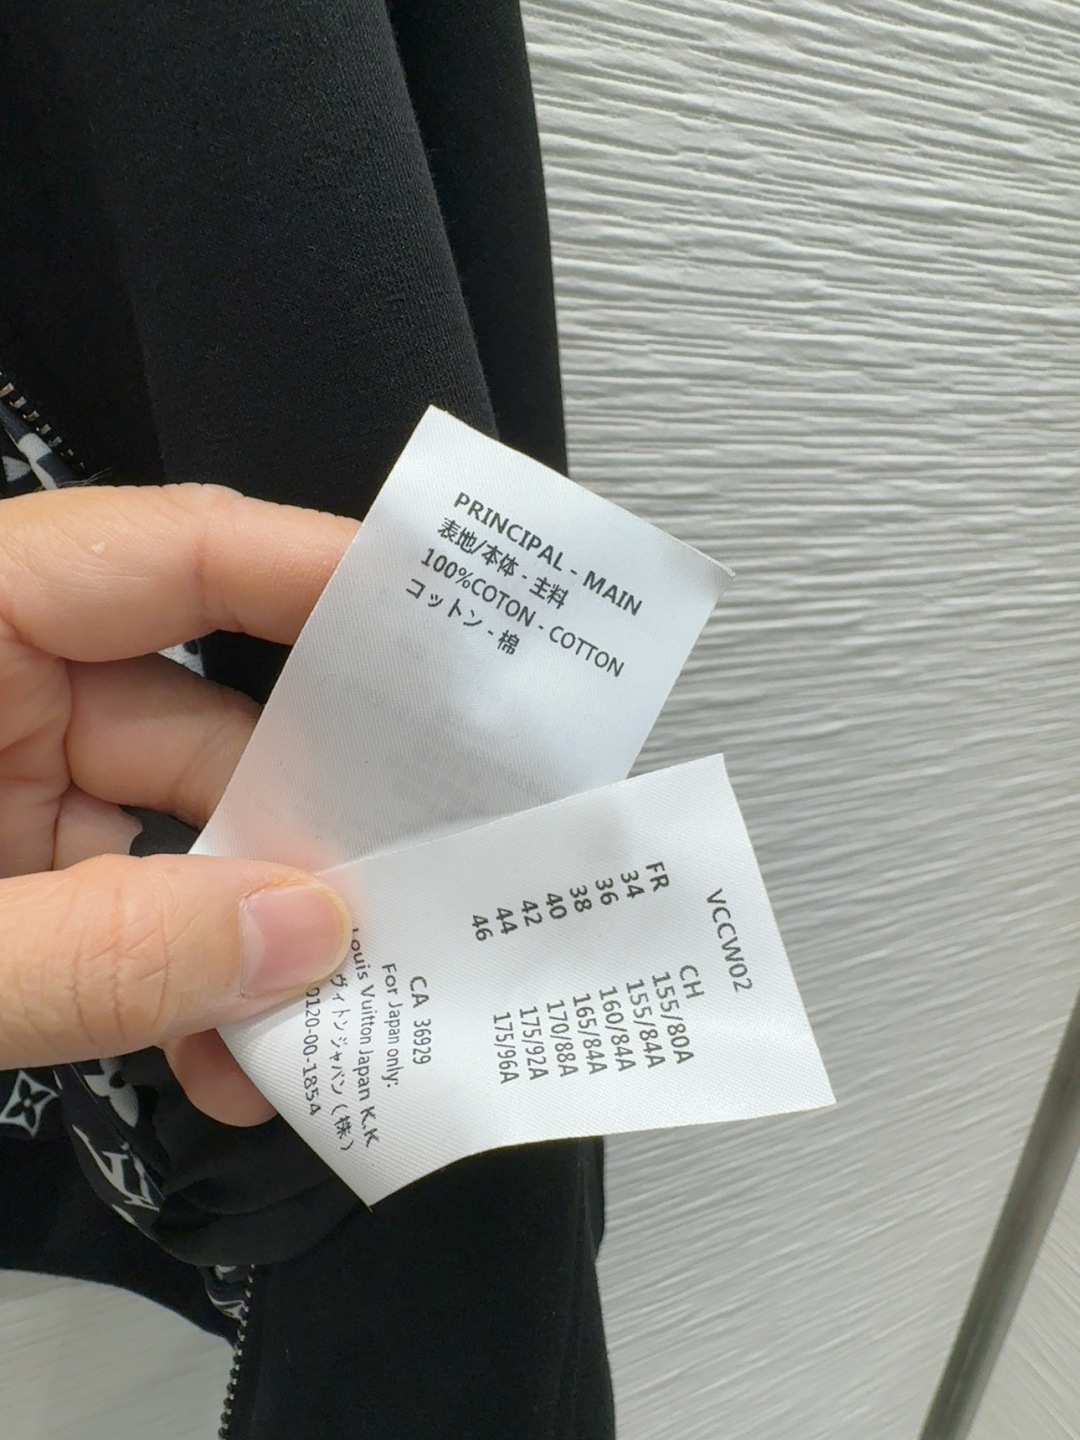 PRINCIPAL - MAIN
表地/本体 - 主料
100%COTON - COTTON
コットン - 棉
VCCW02
FR CH
34 155/80A
36 155/84A
38 160/84A
40 165/84A
42 170/88A
44 175/92A
46 175/96A
CA 36929
For Japan only:
Louis Vuitton Japan K.K
ヴィトンジャパン (株)
0120-00-1854